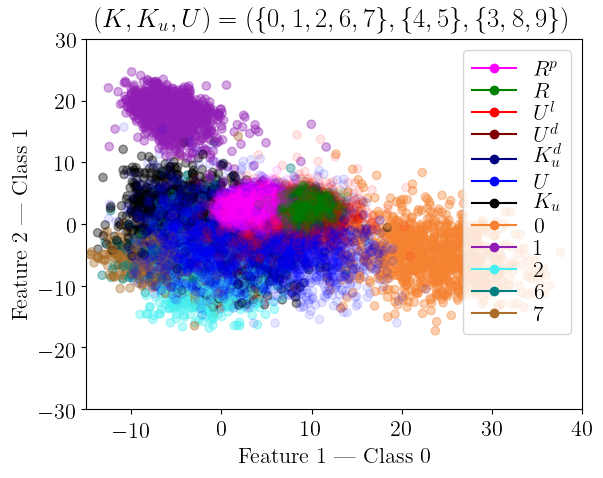 (K, K_u, U) = ({0, 1, 2, 6, 7}, {4, 5}, {3, 8, 9})
30
20
10
0
−10
−20
−30
−10
0
10
20
30
40
Feature 2 — Class 1
Feature 1 — Class 0
R^p
R
U^l
U^d
K_u^d
U
K_u
0
1
2
6
7